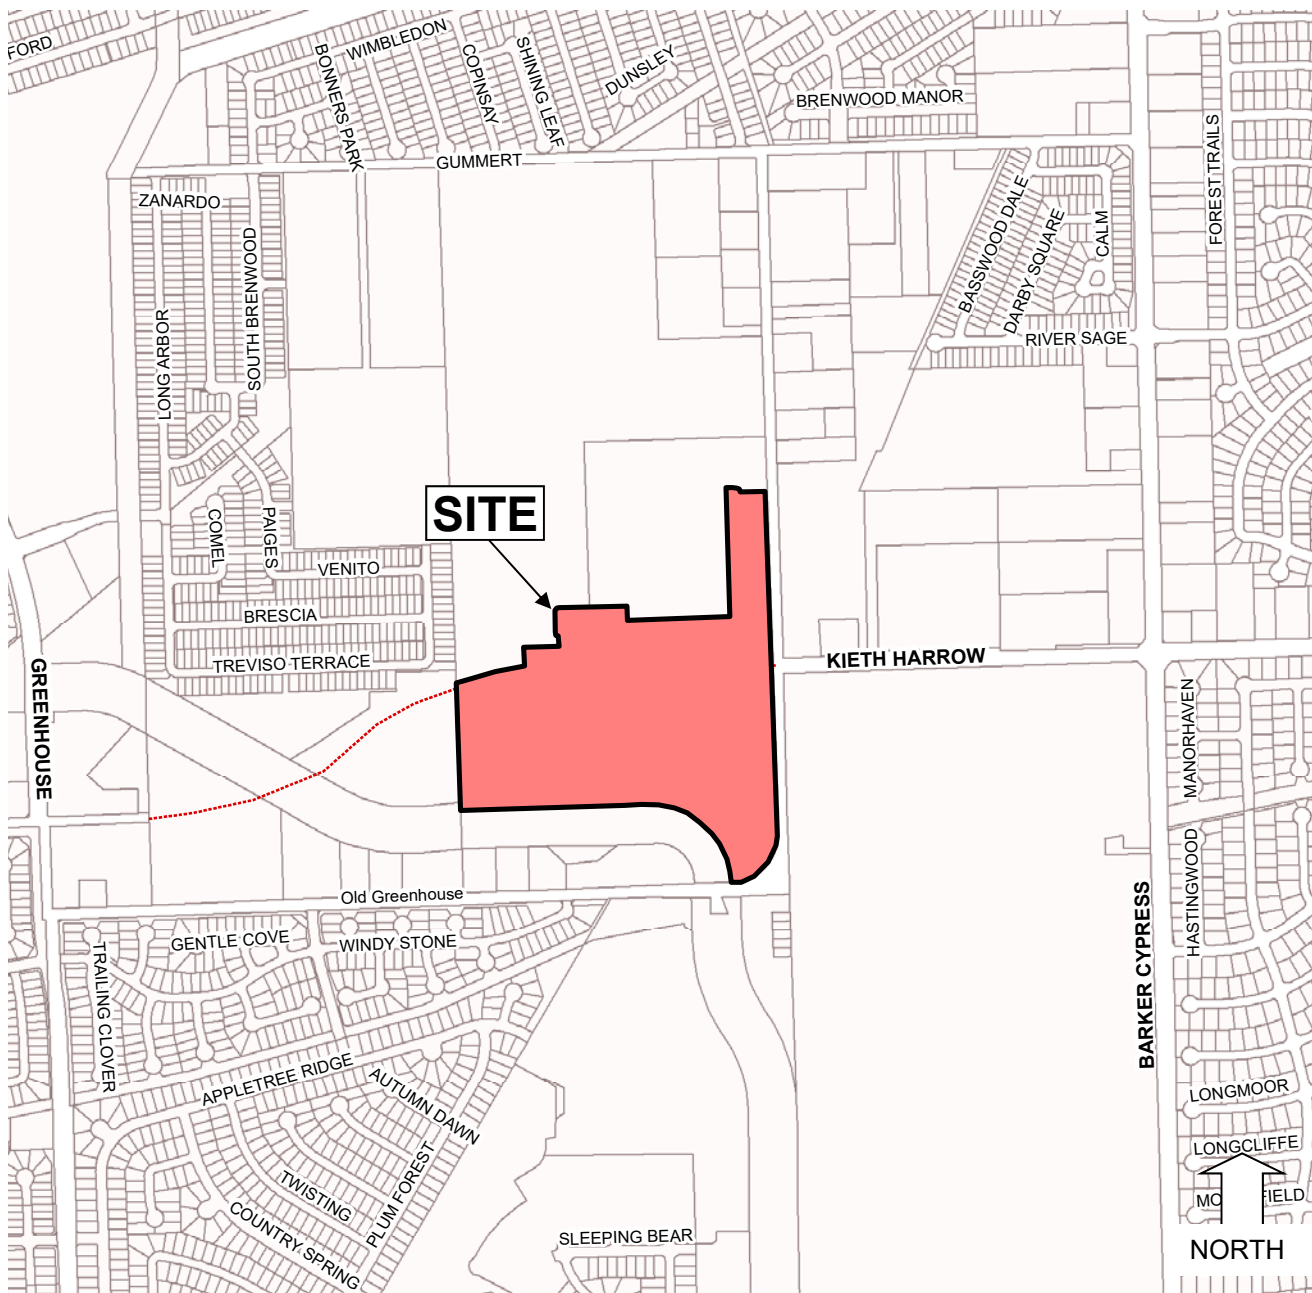 FORD
WIMBLEDON
BONNERS PARK
COPINSAY
SHINING LEAF
DUNSLEY
BRENWOOD MANOR
GUMMERT
FOREST TRAILS
ZANARDO
SOUTH BRENWOOD
LONG ARBOR
BASSWOOD DALE
DARBY SQUARE
CALM
RIVER SAGE
SITE
COMEL
PAIGES
VENITO
BRESCIA
TREVISO TERRACE
KIETH HARROW
GREENHOUSE
MANORHAVEN
HASTINGWOOD
BARKER CYPRESS
Old Greenhouse
GENTLE COVE
WINDY STONE
TRAILING CLOVER
APPLETREE RIDGE
AUTUMN DAWN
PLUM FOREST
TWISTING
COUNTRY SPRING
SLEEPING BEAR
LONGMOOR
LONGCLIFFE
NORTH